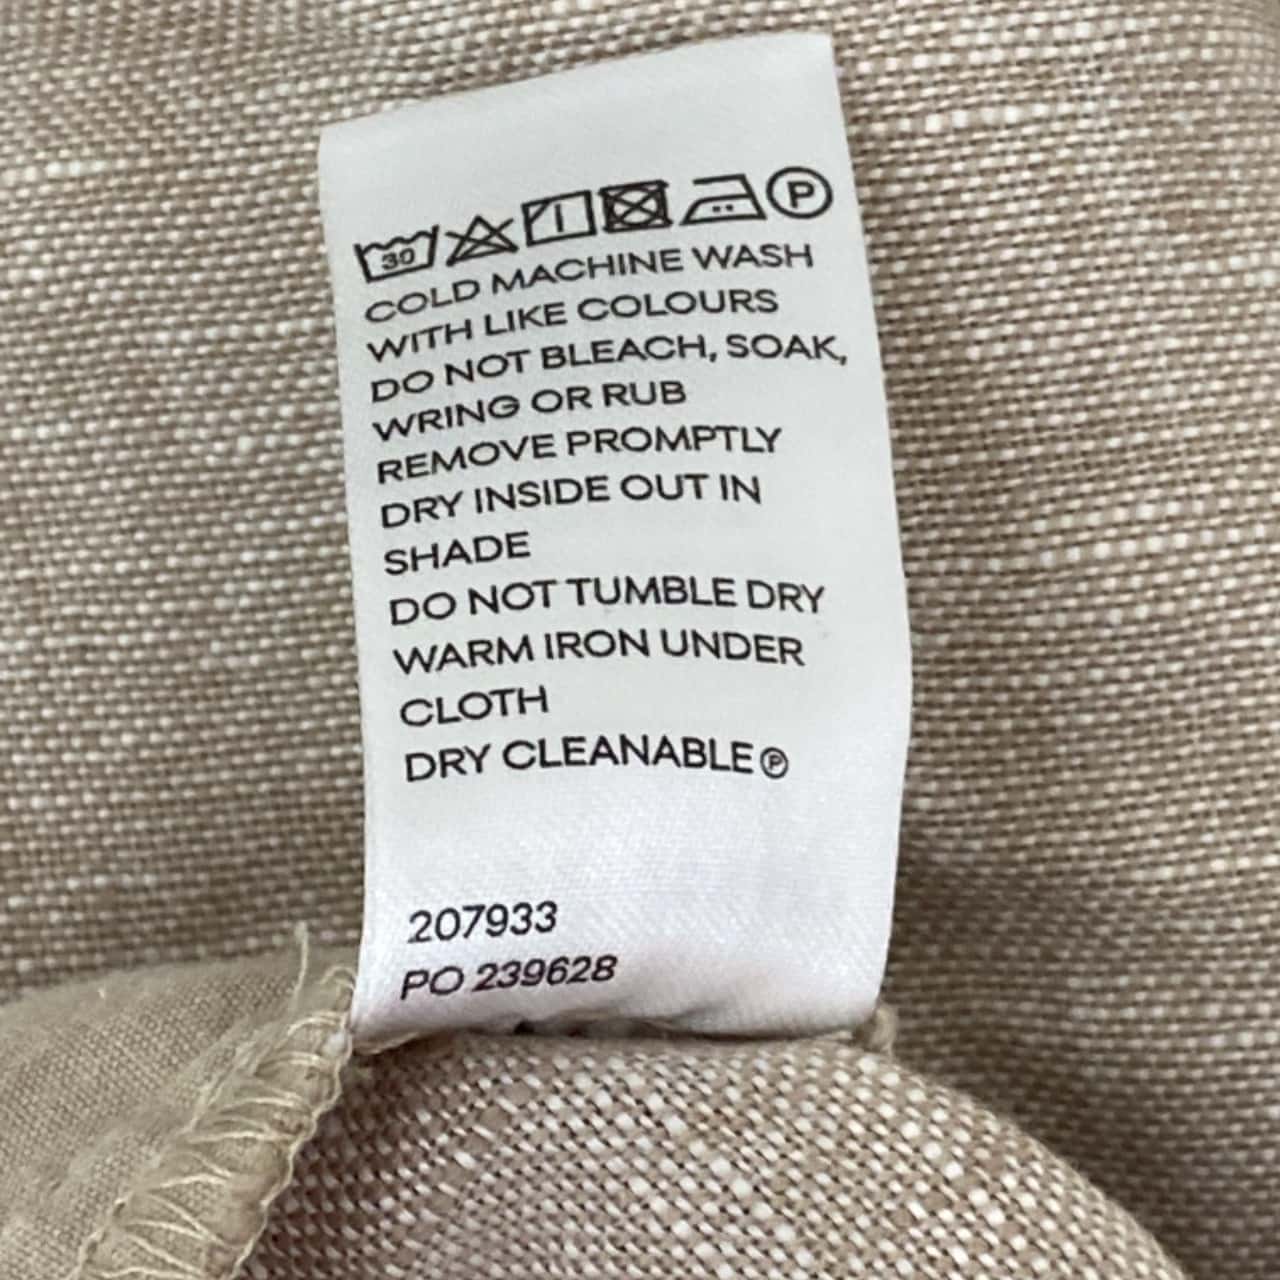 30 P
COLD MACHINE WASH
WITH LIKE COLOURS
DO NOT BLEACH, SOAK,
WRING OR RUB
REMOVE PROMPTLY
DRY INSIDE OUT IN
SHADE
DO NOT TUMBLE DRY
WARM IRON UNDER
CLOTH
DRY CLEANABLE Ⓟ
207933
PO 239628